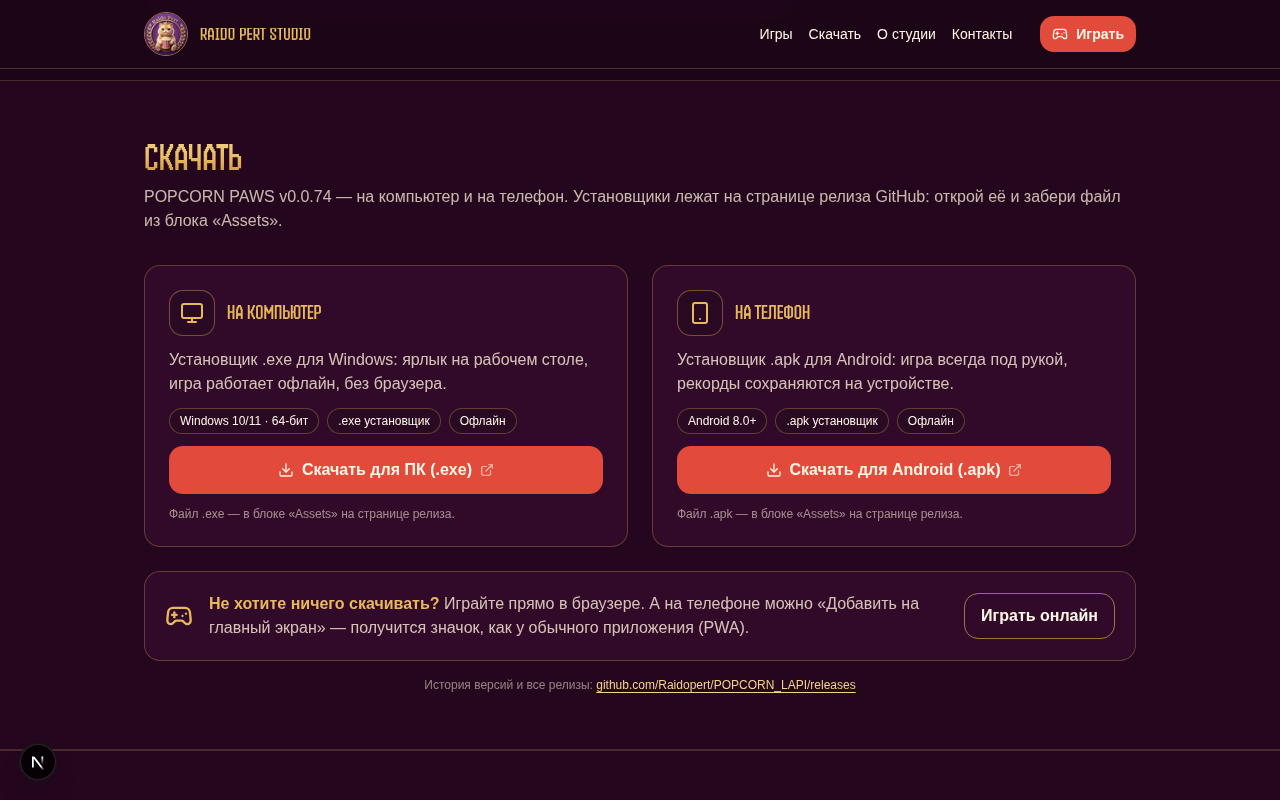 RAIDO PERT STUDIO
Игры
Скачать
О студии
Контакты
Играть
СКАЧАТЬ
POPCORN PAWS v0.0.74 — на компьютер и на телефон. Установщики лежат на странице релиза GitHub: открой её и забери файл
из блока «Assets».
НА КОМПЬЮТЕР
Установщик .exe для Windows: ярлык на рабочем столе,
игра работает офлайн, без браузера.
Windows 10/11 · 64-бит
.exe установщик
Офлайн
Скачать для ПК (.exe)
Файл .exe — в блоке «Assets» на странице релиза.
НА ТЕЛЕФОН
Установщик .apk для Android: игра всегда под рукой,
рекорды сохраняются на устройстве.
Android 8.0+
.apk установщик
Офлайн
Скачать для Android (.apk)
Файл .apk — в блоке «Assets» на странице релиза.
Не хотите ничего скачивать? Играйте прямо в браузере. А на телефоне можно «Добавить на
главный экран» — получится значок, как у обычного приложения (PWA).
Играть онлайн
История версий и все релизы: github.com/Raidopert/POPCORN_LAPI/releases
N